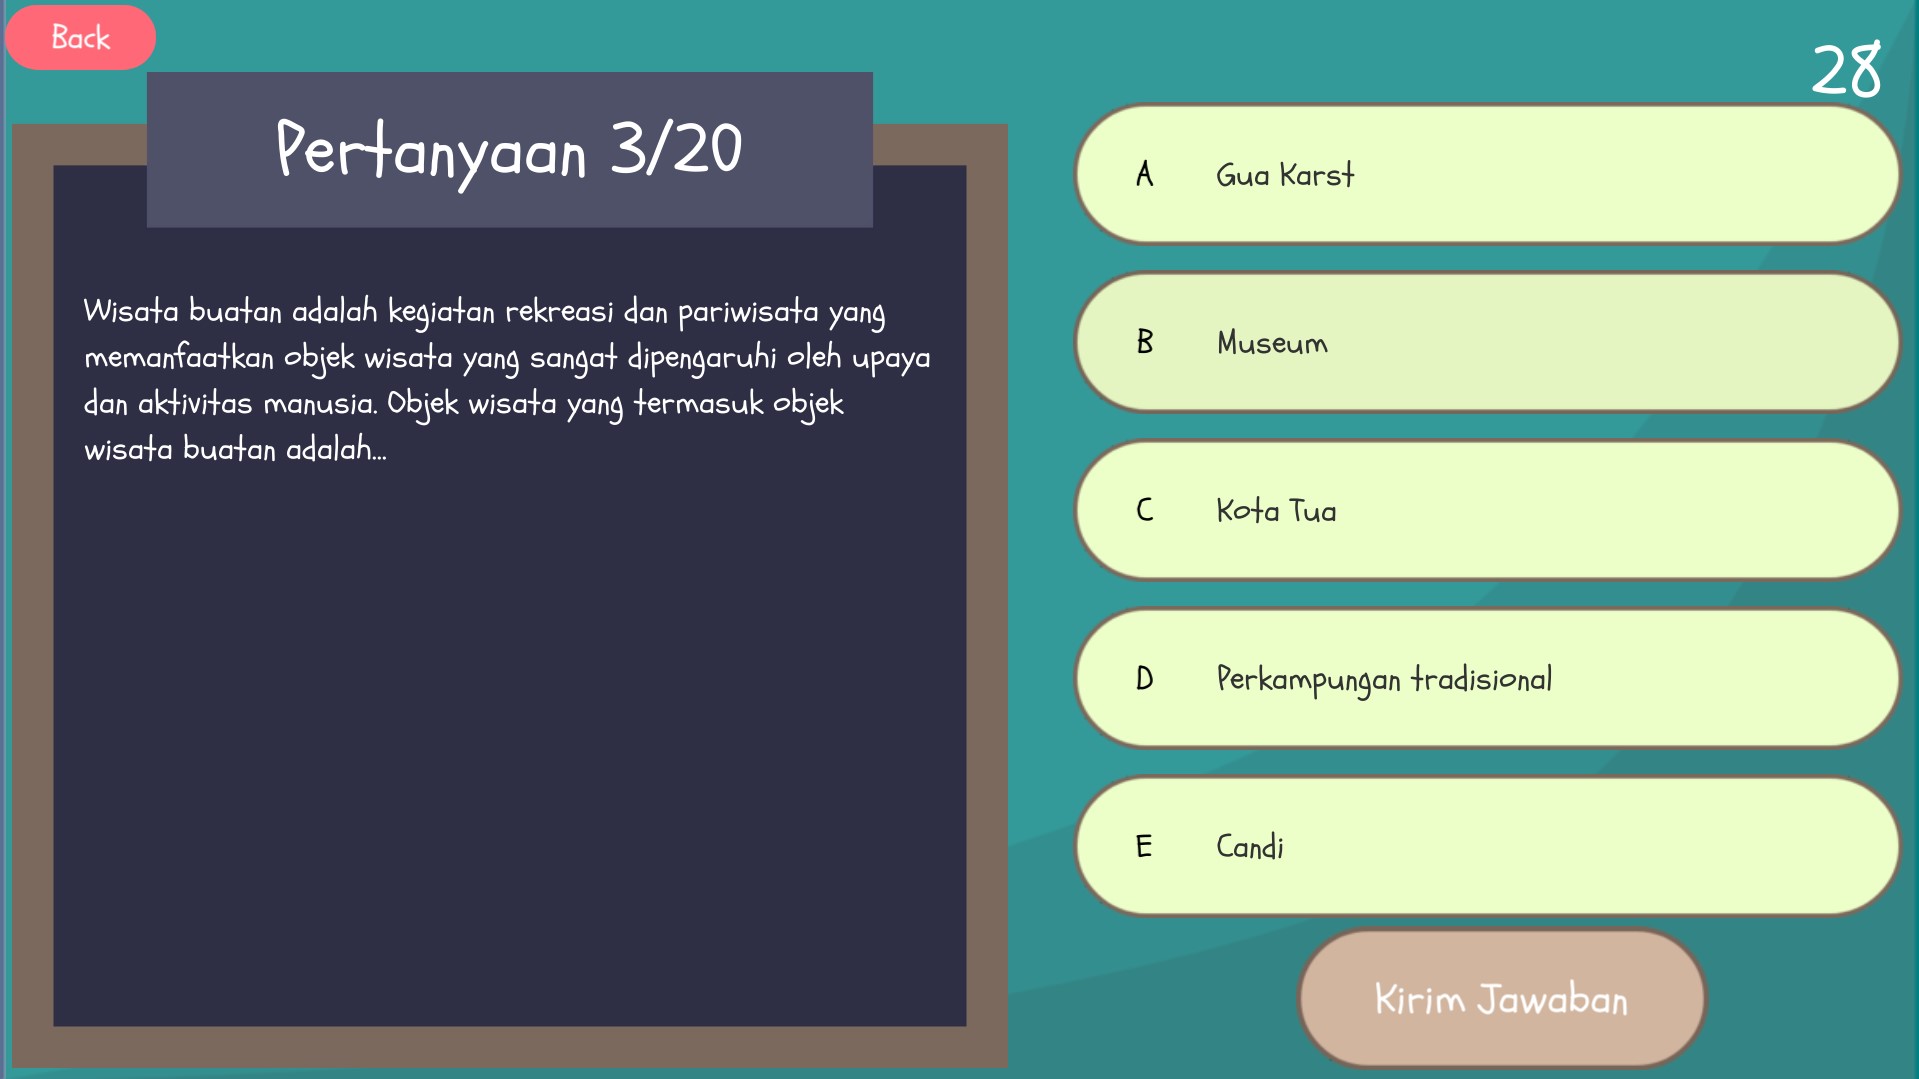 Back
28
Pertanyaan 3/20
Wisata buatan adalah kegiatan rekreasi dan pariwisata yang
memanfaatkan objek wisata yang sangat dipengaruhi oleh upaya
dan aktivitas manusia. Objek wisata yang termasuk objek
wisata buatan adalah...
A Gua Karst
B Museum
C Kota Tua
D Perkampungan tradisional
E Candi
Kirim Jawaban